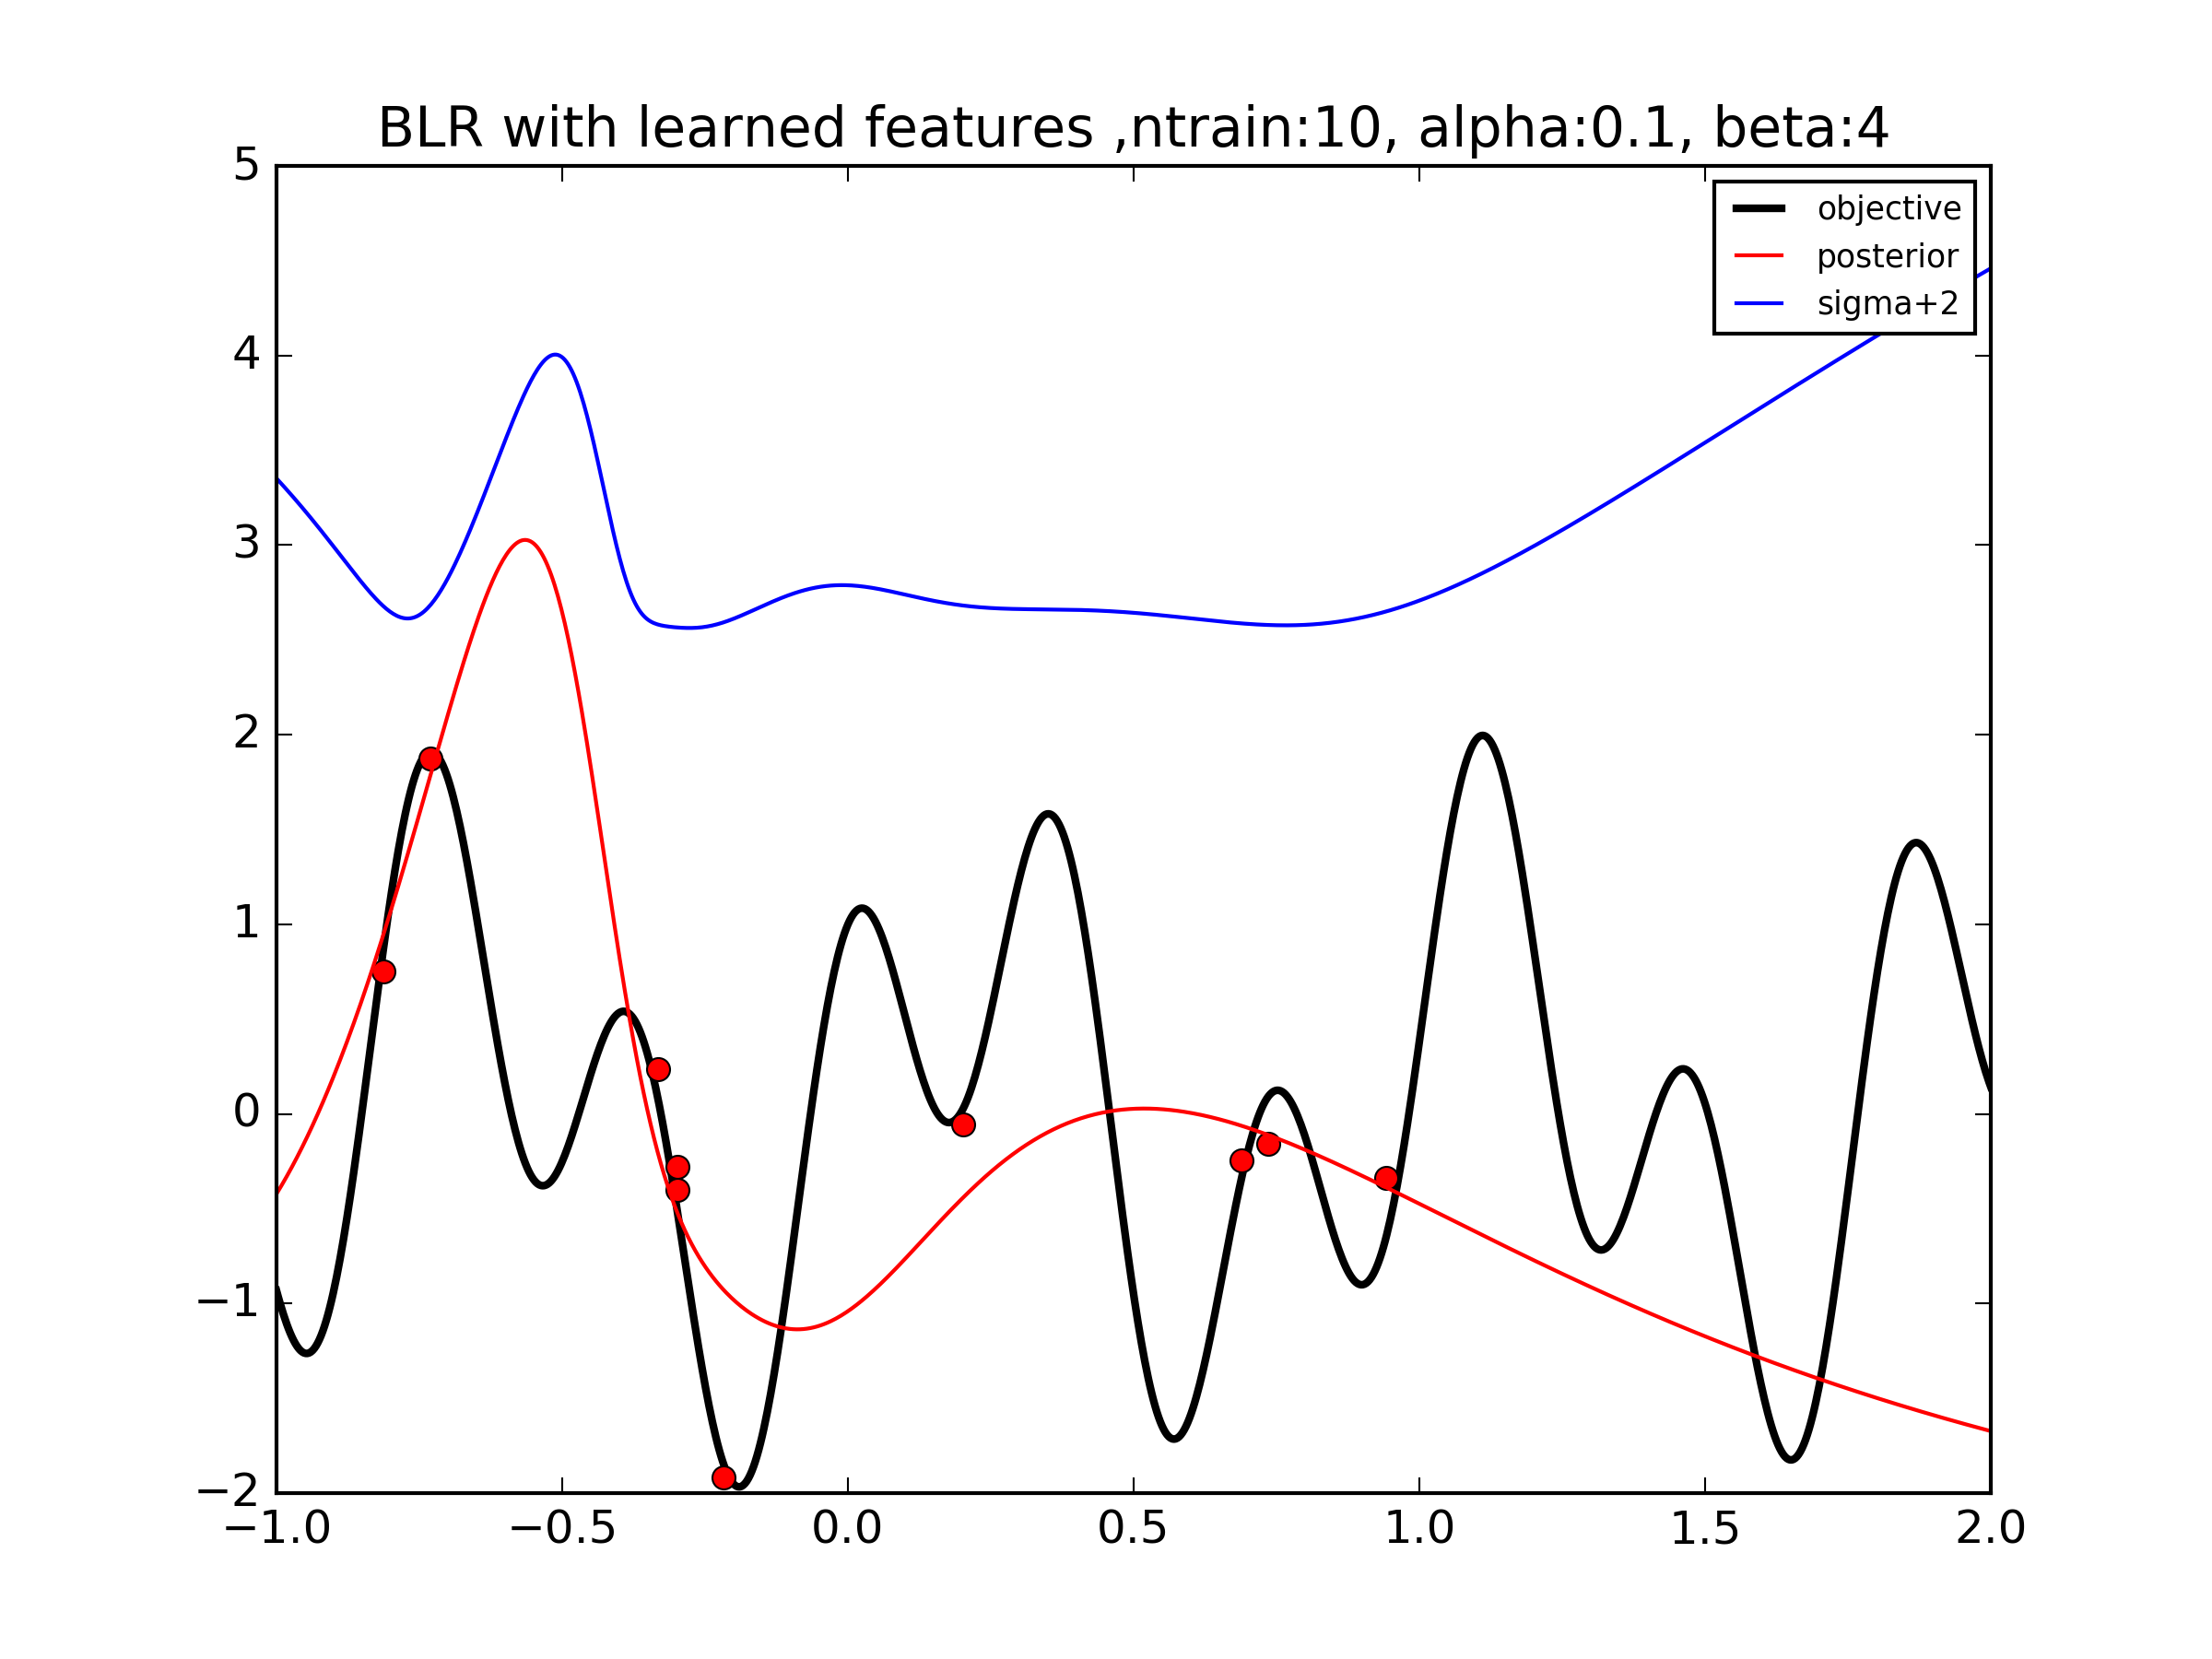 BLR with learned features ,ntrain:10, alpha:0.1, beta:4
5
objective
posterior
sigma+2
4
3
2
1
0
−1
−2
−1.0 −0.5 0.0 0.5 1.0 1.5 2.0